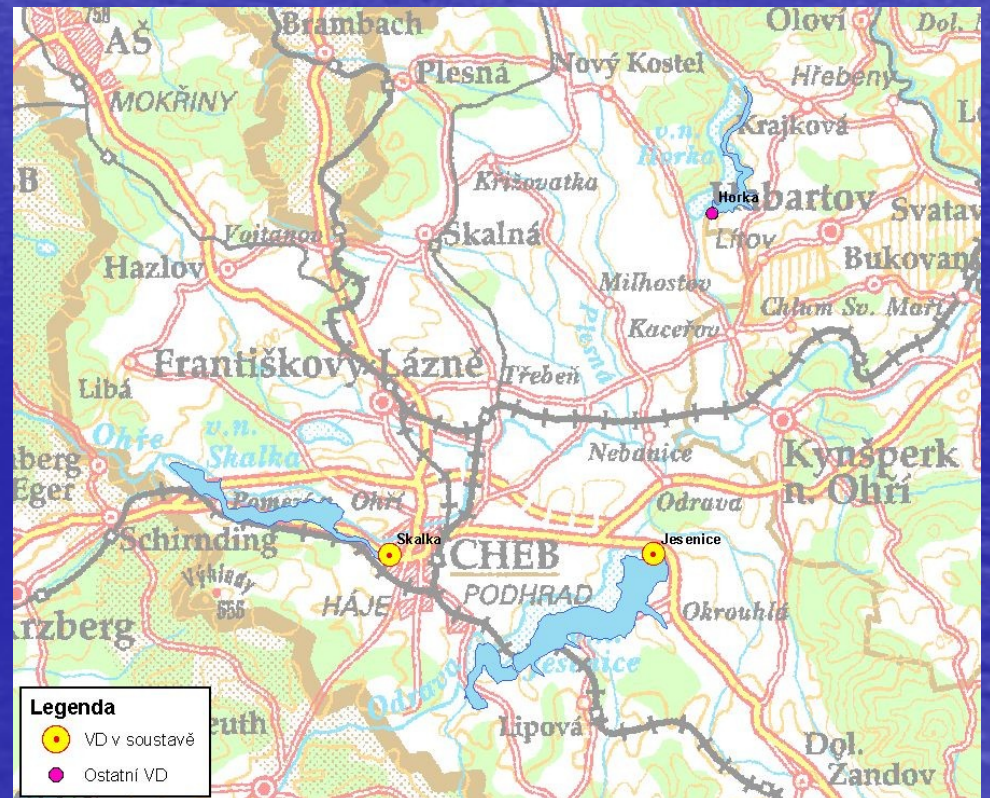 Brambach
Oloví
Dol.
AŠ
Plesná
Nový Kostel
Hřebeny
MOKŘINY
Krajková
v.n.
Horka
Křižovatka
Horka
Habartov
Svatav
Vojtanov
Skalná
Lítov
Hazlov
Bukovan
Milhostov
Chlum Sv. Maří
Plesná
Kaceřov
Františkovy Lázně
Třebeň
Libá
Ohře
v.n.
Skalka
Nebanice
Kynšperk
n. Ohří
berg
Eger
Pomezí n. Ohří
Odrava
Schirnding
Skalka
CHEB
Jesenice
Výhledy
656
HÁJE
PODHRAD
Okrouhlá
rzberg
Jesenice
Odrava
Lipová
euth
Dol.
Žandov
Legenda
VD v soustavě
Ostatní VD